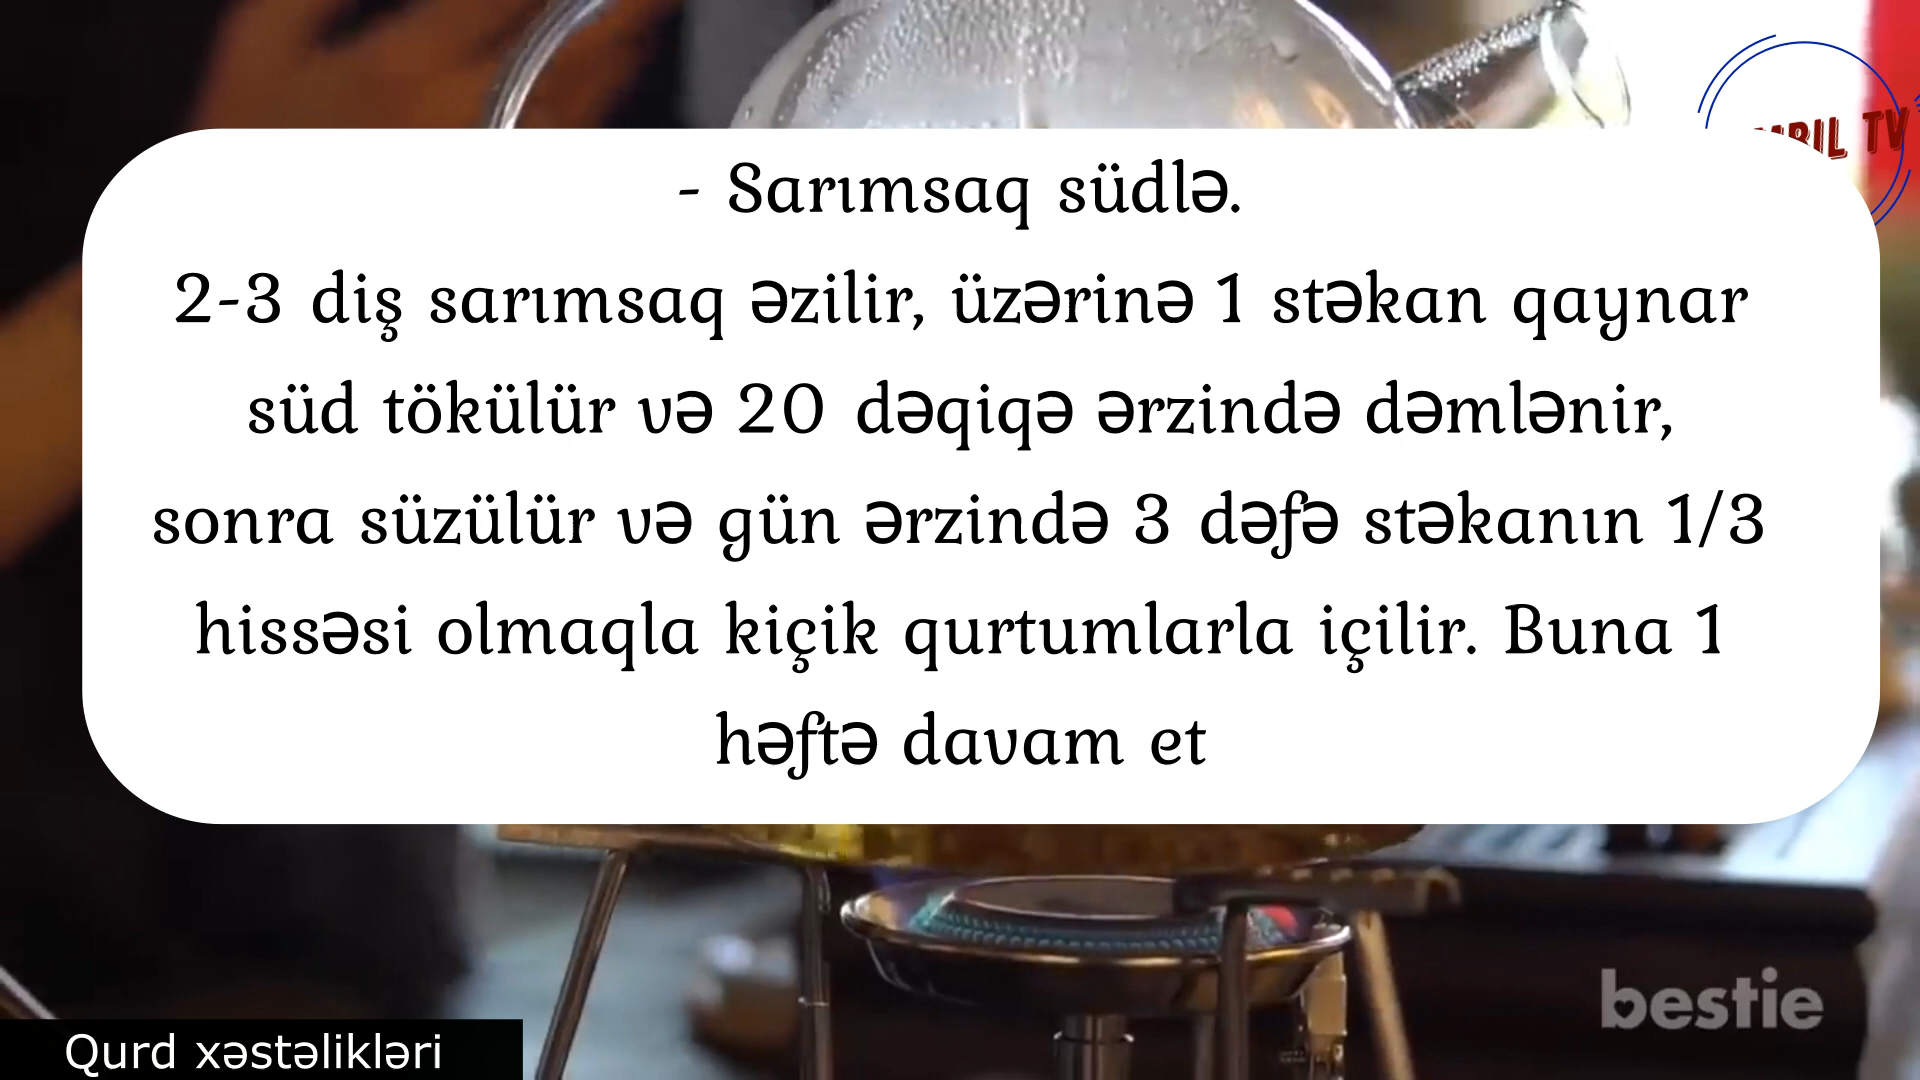 TV
- Sarımsaq südlə.
2-3 diş sarımsaq əzilir, üzərinə 1 stəkan qaynar
süd tökülür və 20 dəqiqə ərzində dəmlənir,
sonra süzülür və gün ərzində 3 dəfə stəkanın 1/3
hissəsi olmaqla kiçik qurtumlarla içilir. Buna 1
həftə davam et
bestie
Qurd xəstəlikləri